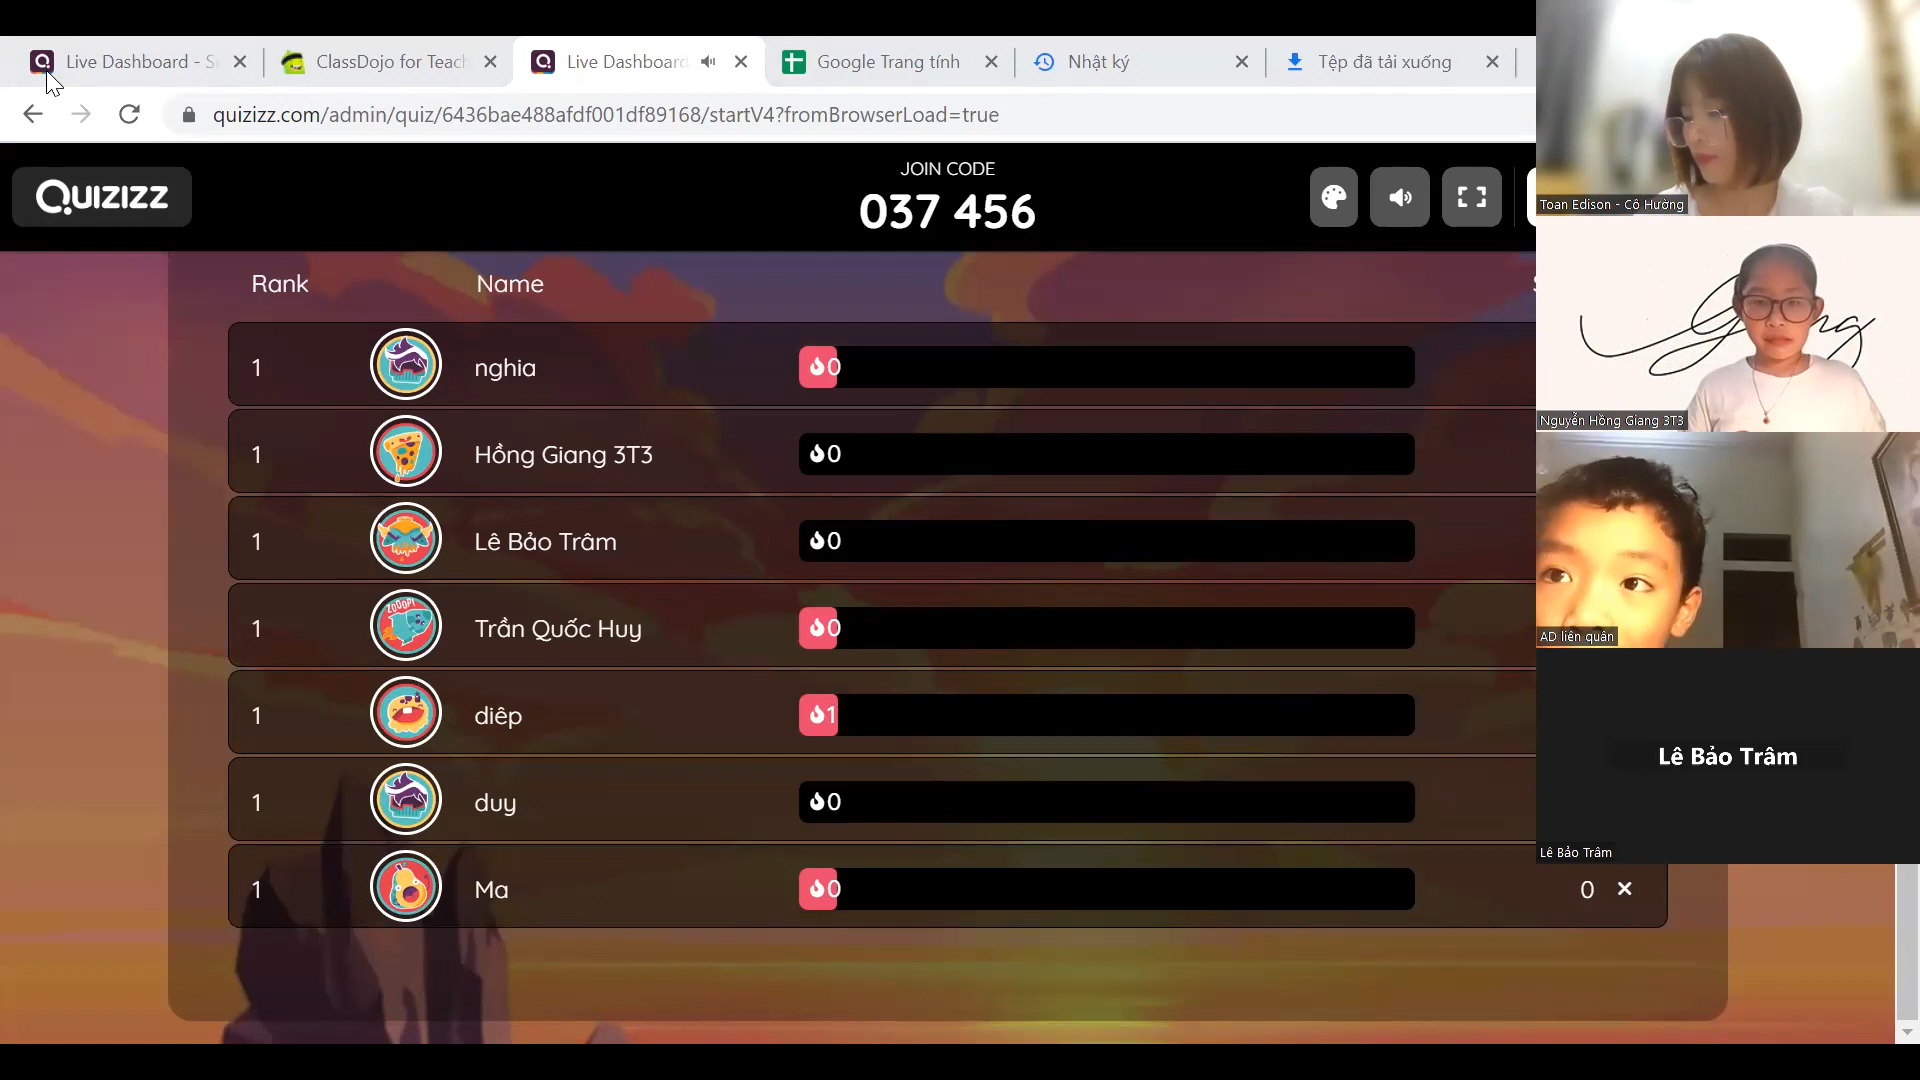 Live Dashboard - S
ClassDojo for Teach
Live Dashboard
Google Trang tính
Nhật ký
Tệp đã tải xuống
quizizz.com/admin/quiz/6436bae488afdf001df89168/startV4?fromBrowserLoad=true
QUIZIZZ
JOIN CODE
037 456
Rank
Name
1 nghia 0
1 Hồng Giang 3T3 0
1 Lê Bảo Trâm 0
ZOOOP!
1 Trần Quốc Huy 0
1 diêp 1
1 duy 0
1 Ma 0 0
Toan Edison - Cô Hường
Giang
Nguyễn Hồng Giang 3T3
AD liên quân
Lê Bảo Trâm
Lê Bảo Trâm